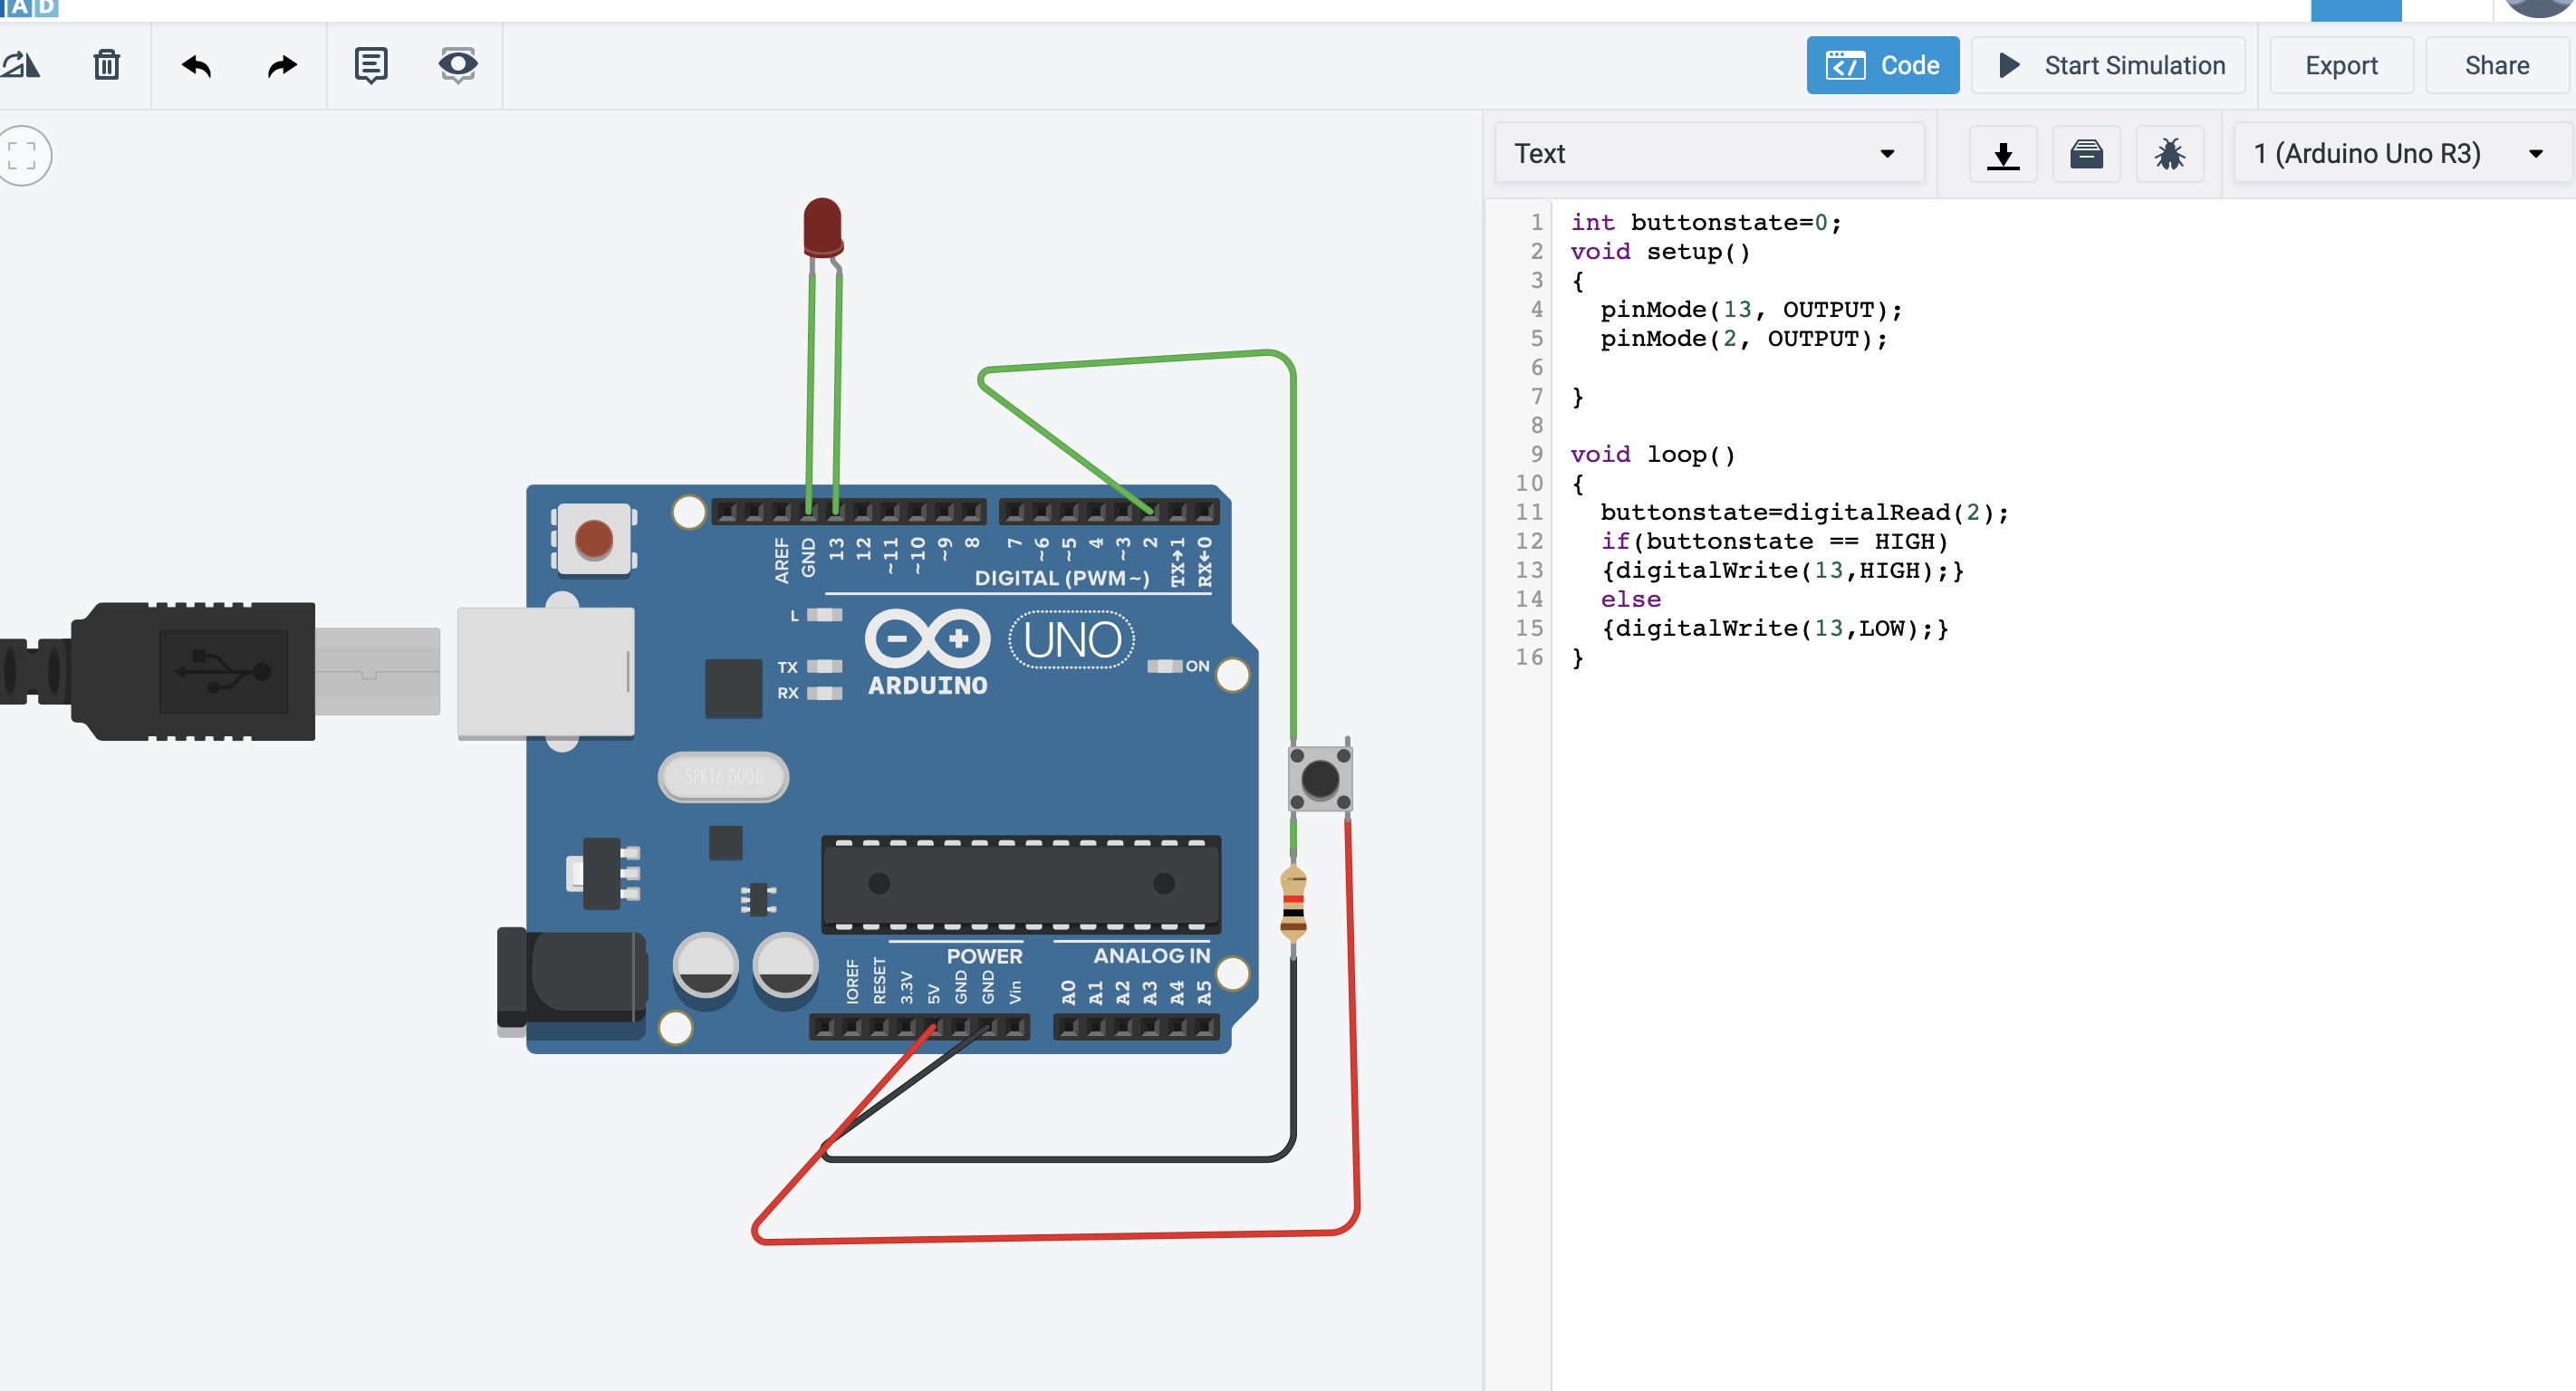 AD
Code
Start Simulation
Export
Share
Text
1 (Arduino Uno R3)
1 int buttonstate=0;
2 void setup()
3 {
4 pinMode(13, OUTPUT);
5 pinMode(2, OUTPUT);
6
7 }
8
9 void loop()
10 {
11 buttonstate=digitalRead(2);
12 if(buttonstate == HIGH)
13 {digitalWrite(13,HIGH);}
14 else
15 {digitalWrite(13,LOW);}
16 }
AREF GND 13 12 ~11 ~10 ~9 8 7 ~6 ~5 4 ~3 2 TX→1 RX←0
DIGITAL (PWM~)
L
TX
RX
UNO
ARDUINO
ON
SPK16.000G
POWER
ANALOG IN
IOREF RESET 3.3V 5V GND GND Vin A0 A1 A2 A3 A4 A5